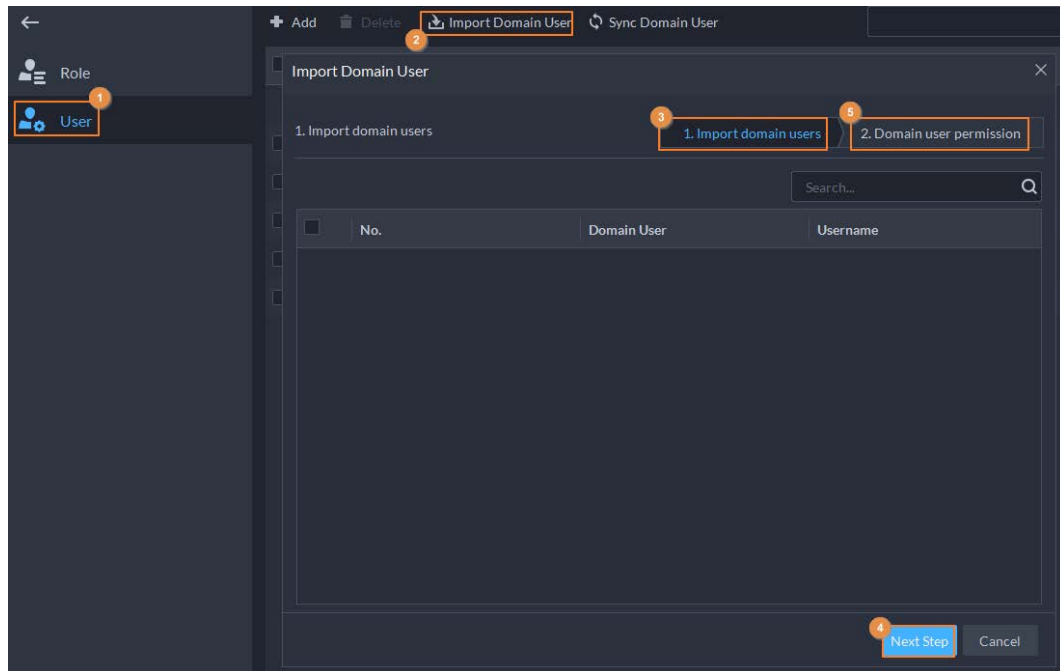 Add Delete Import Domain User Sync Domain User
2
Role
Import Domain User
1
User
3
5
1. Import domain users
1. Import domain users
2. Domain user permission
Search...
No. Domain User Username
4
Next Step Cancel